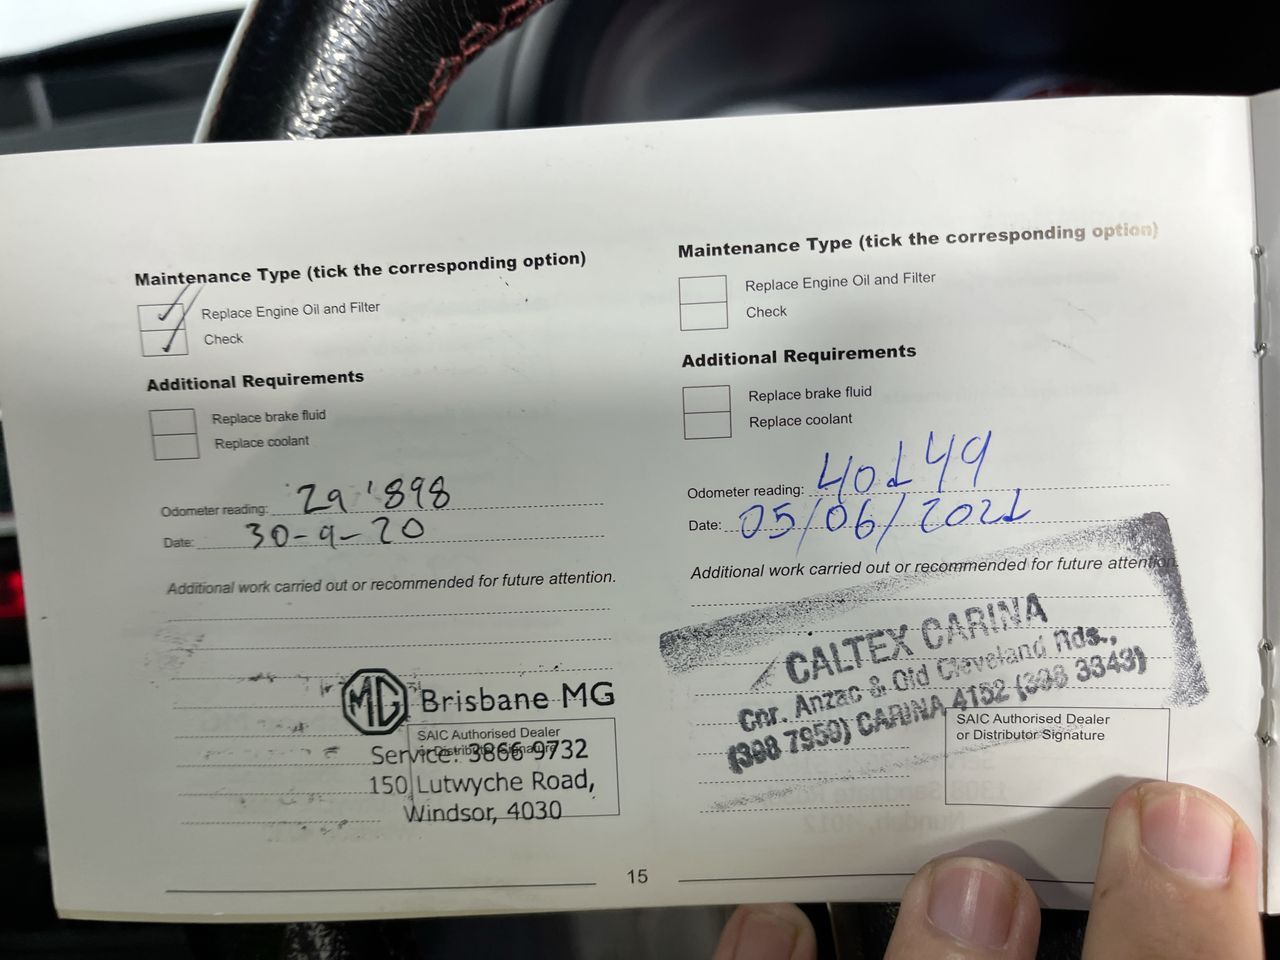 Maintenance Type (tick the corresponding option)
Replace Engine Oil and Filter
Check
Additional Requirements
Replace brake fluid
Replace coolant
Odometer reading: 29'898
Date: 30-9-20
Additional work carried out or recommended for future attention.
MG Brisbane MG
SAIC Authorised Dealer
or Distributor Signature
Service: 3866 9732
150 Lutwyche Road,
Windsor, 4030
Maintenance Type (tick the corresponding option)
Replace Engine Oil and Filter
Check
Additional Requirements
Replace brake fluid
Replace coolant
Odometer reading: 40149
Date: 05/06/2021
Additional work carried out or recommended for future attention.
CALTEX CARINA
Cnr. Anzac & Old Cleveland Rds.,
(398 7950) CARINA 4152 (398 3343)
SAIC Authorised Dealer
or Distributor Signature
15